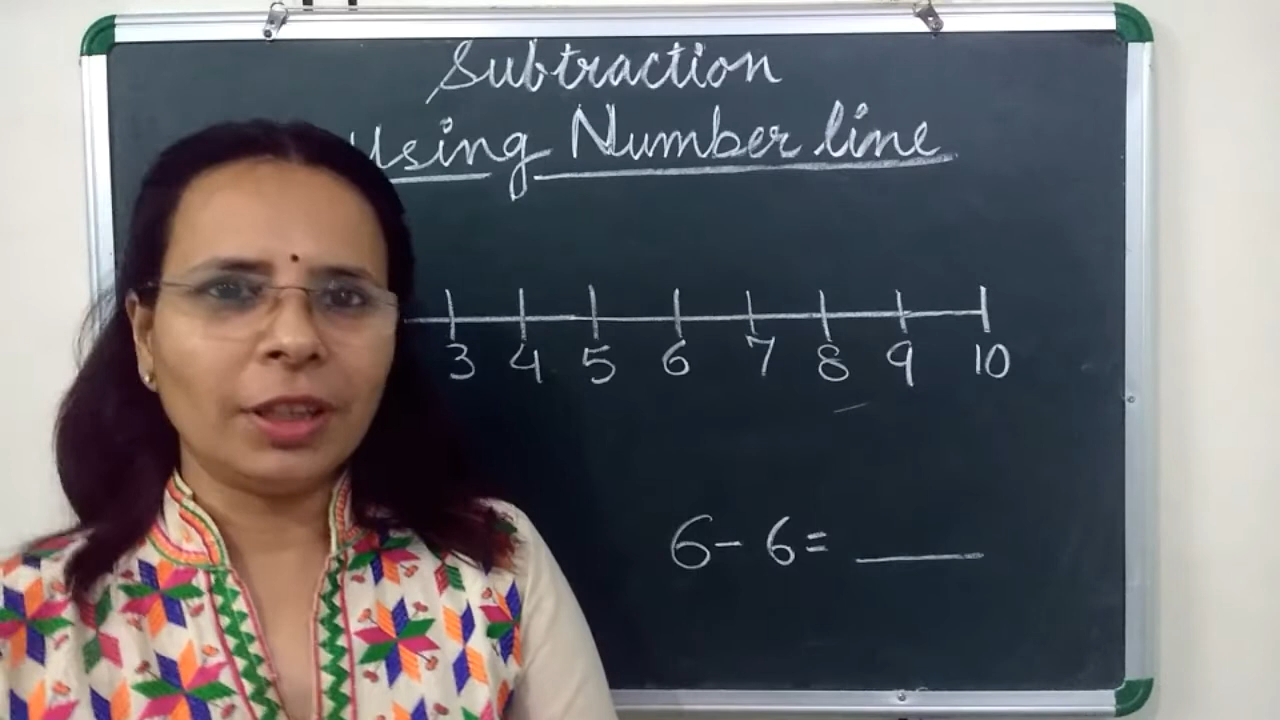 Subtraction
Using Number line
3 4 5 6 7 8 9 10
6 - 6 = ____